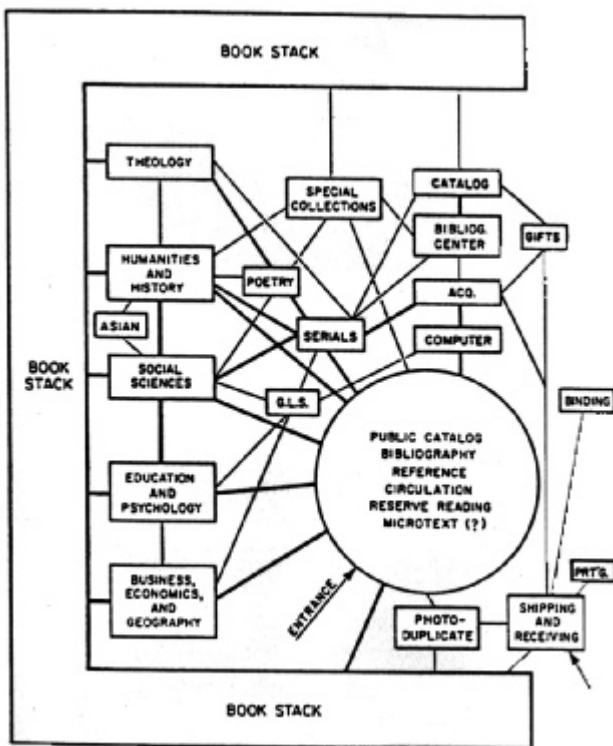 BOOK STACK
THEOLOGY
SPECIAL
COLLECTIONS
CATALOG
BIBLIOG.
CENTER
GIFTS
HUMANITIES
AND
HISTORY
POETRY
ACQ.
ASIAN
SERIALS
COMPUTER
BOOK
STACK
SOCIAL
SCIENCES
G.L.S.
BINDING
PUBLIC CATALOG
BIBLIOGRAPHY
REFERENCE
CIRCULATION
RESERVE READING
MICROTEXT (?)
EDUCATION
AND
PSYCHOLOGY
BUSINESS,
ECONOMICS,
AND
GEOGRAPHY
ENTRANCE
PHOTO-
DUPLICATE
PRT'G.
SHIPPING
AND
RECEIVING
BOOK STACK